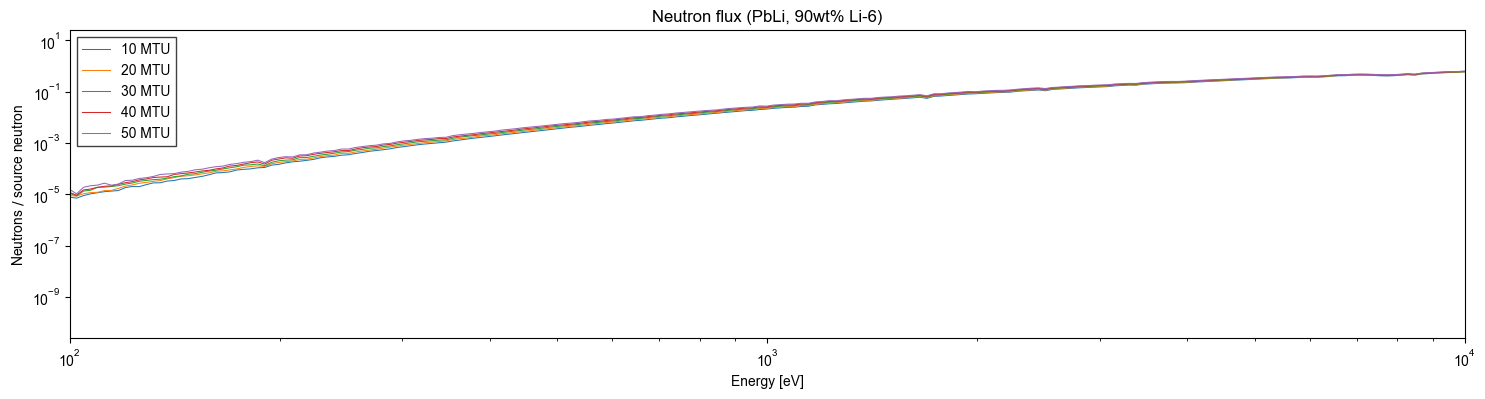 Neutron flux (PbLi, 90wt% Li-6)
10 MTU
20 MTU
30 MTU
40 MTU
50 MTU
Neutrons / source neutron
10¹
10⁻¹
10⁻³
10⁻⁵
10⁻⁷
10⁻⁹
10² 10³ 10⁴
Energy [eV]